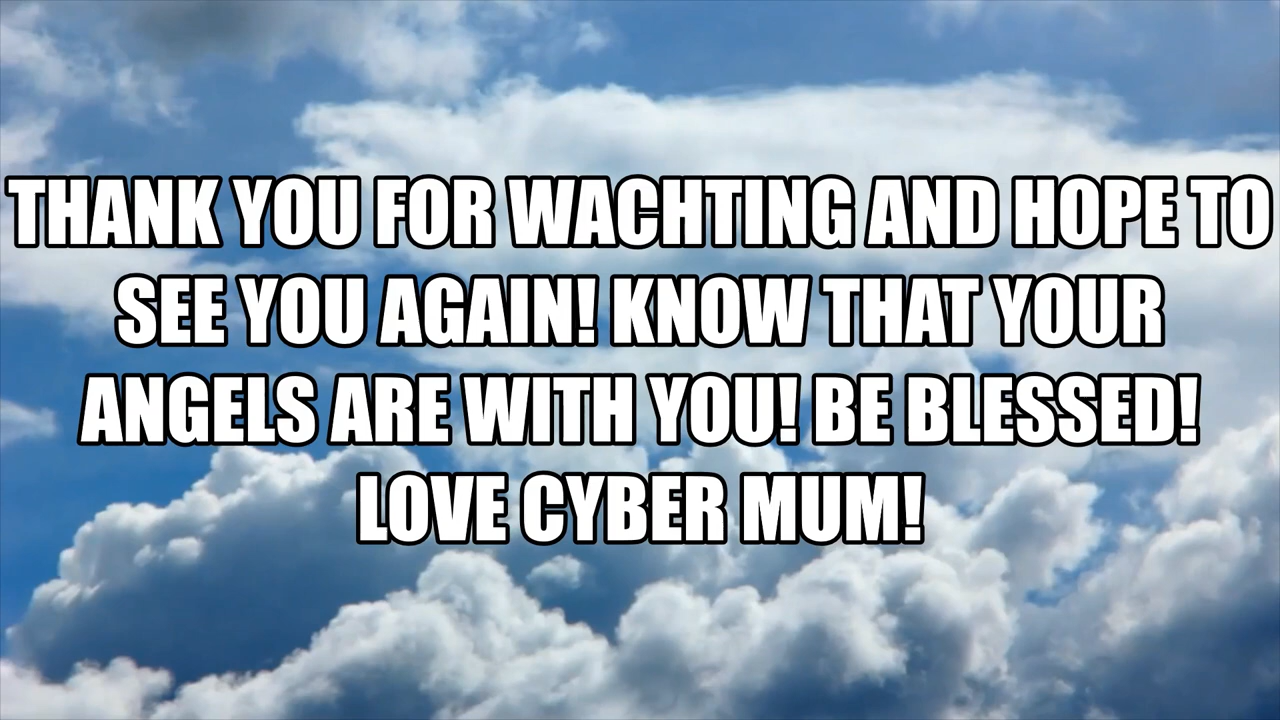 THANK YOU FOR WACHTING AND HOPE TO
SEE YOU AGAIN! KNOW THAT YOUR
ANGELS ARE WITH YOU! BE BLESSED!
LOVE CYBER MUM!